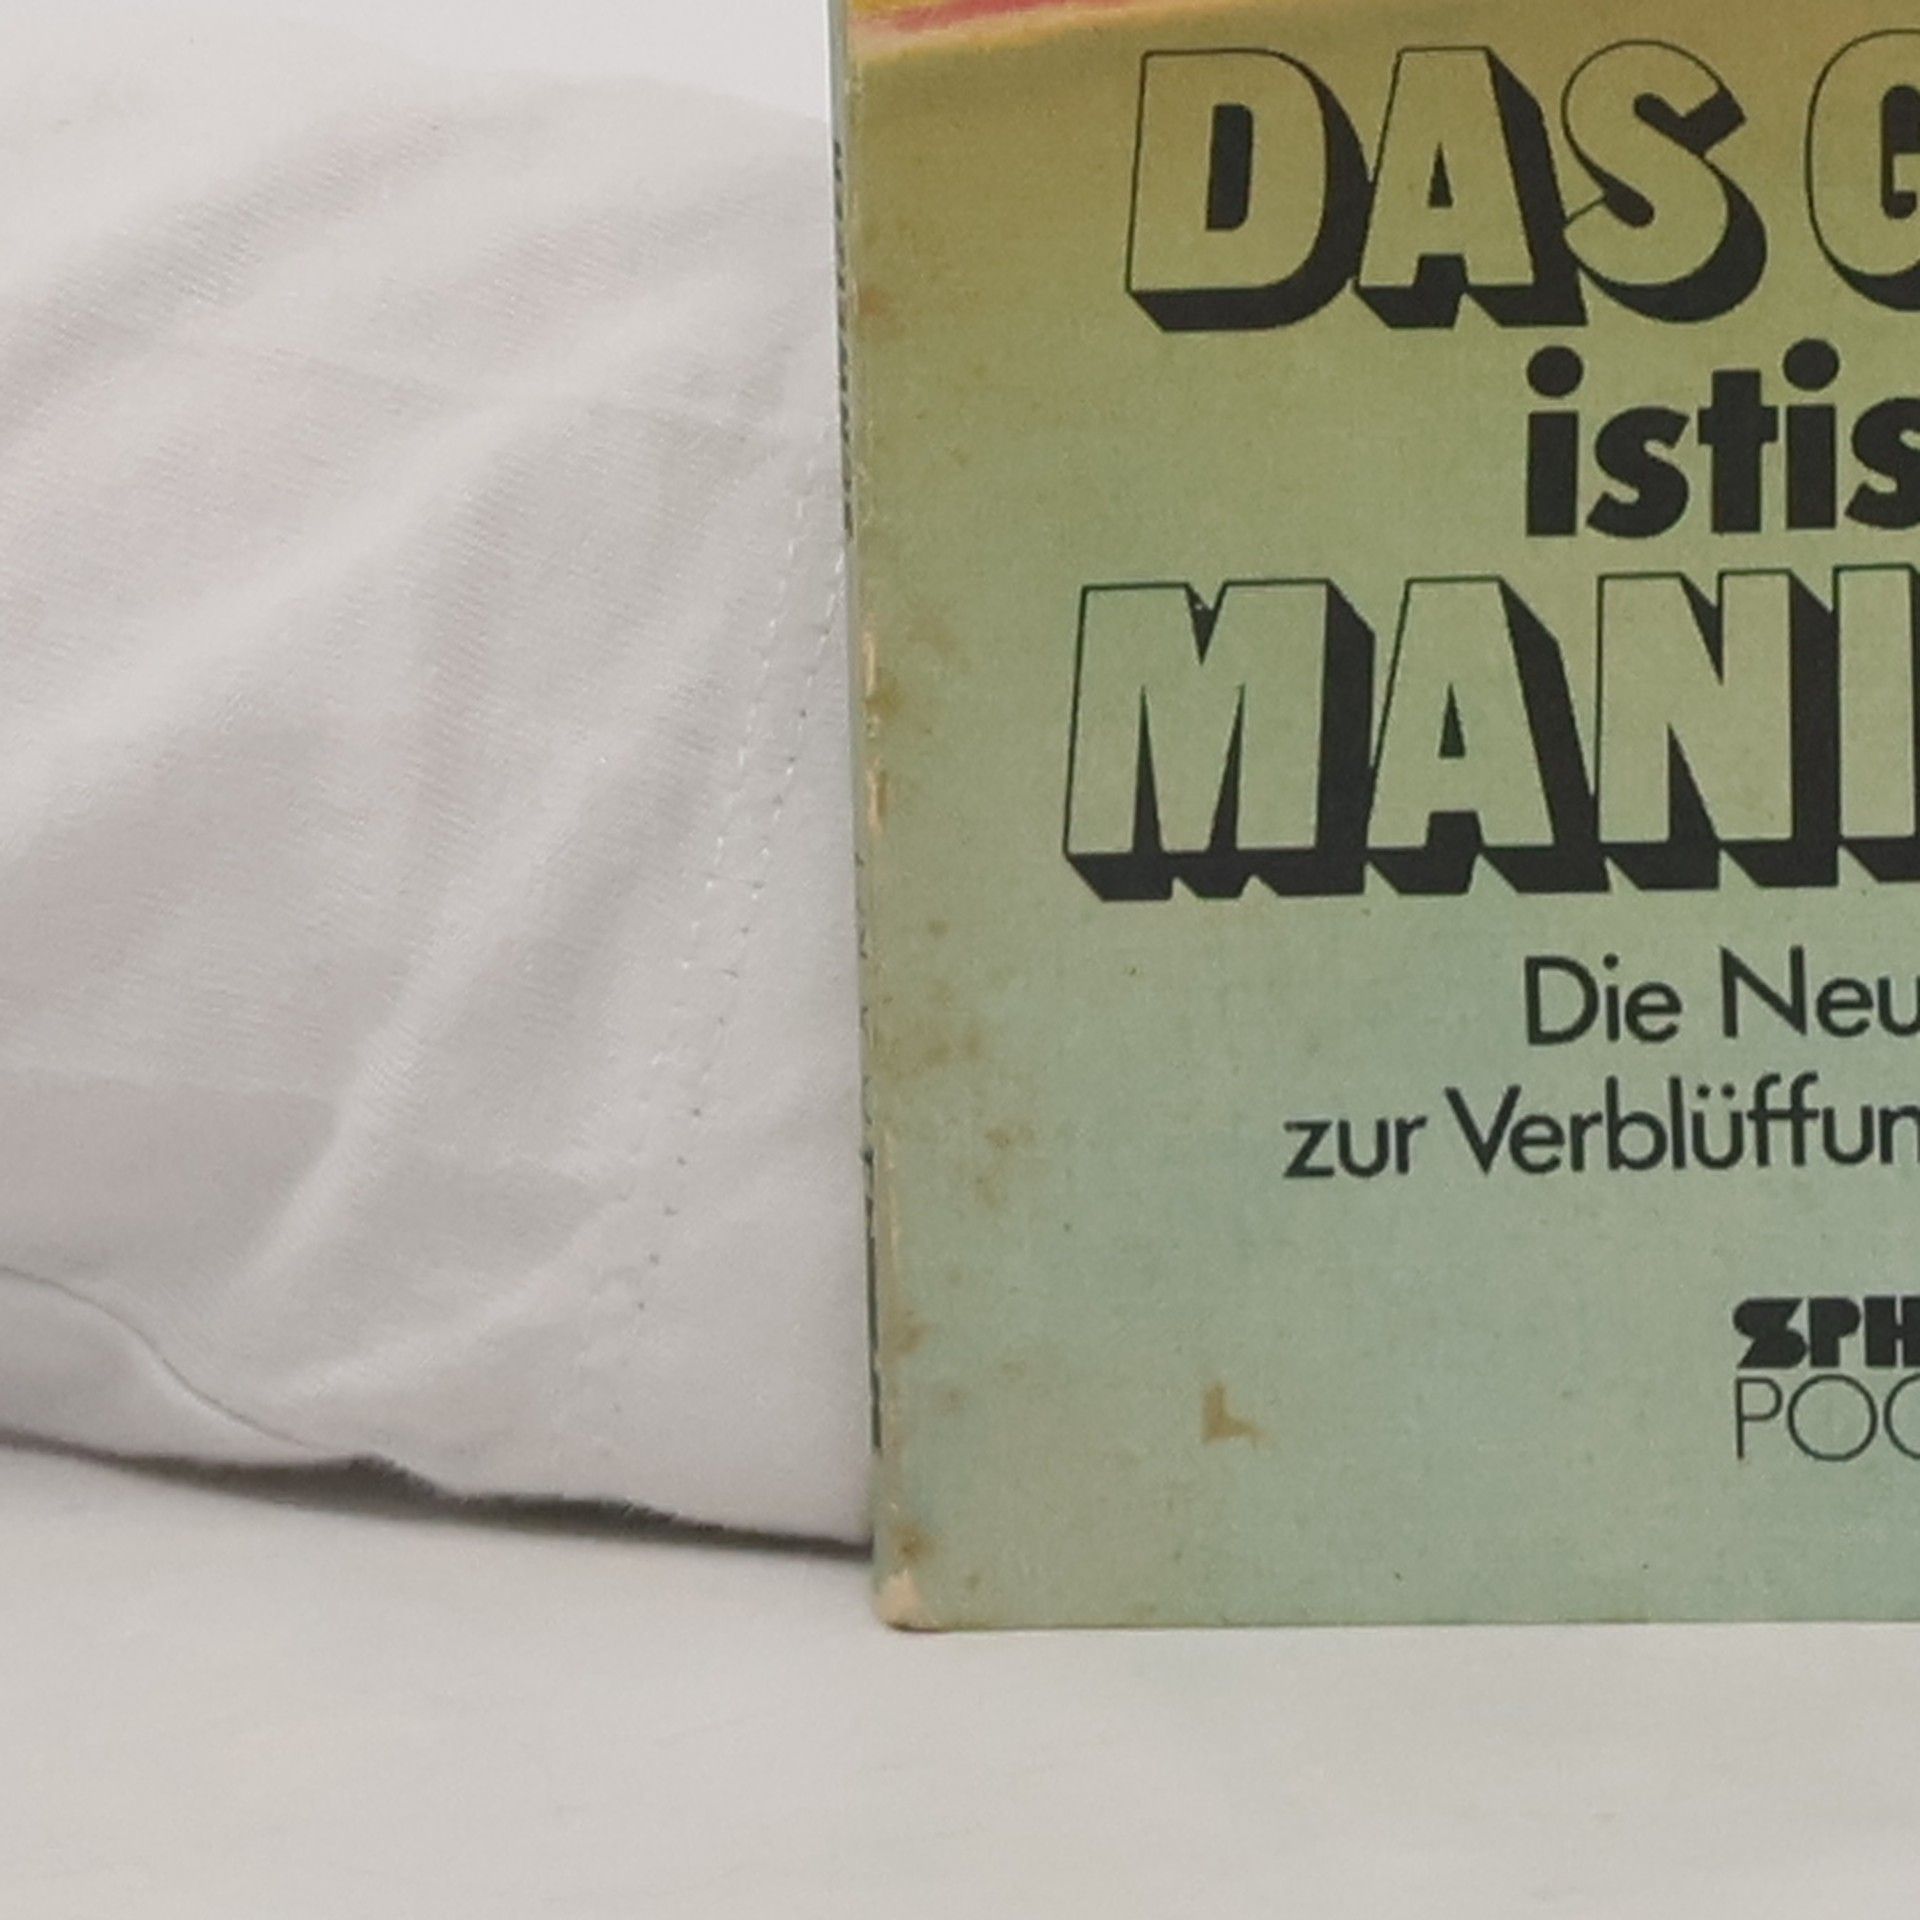 DAS G
istis
MANI
Die Neu
zur Verblüffun
SPH
POC